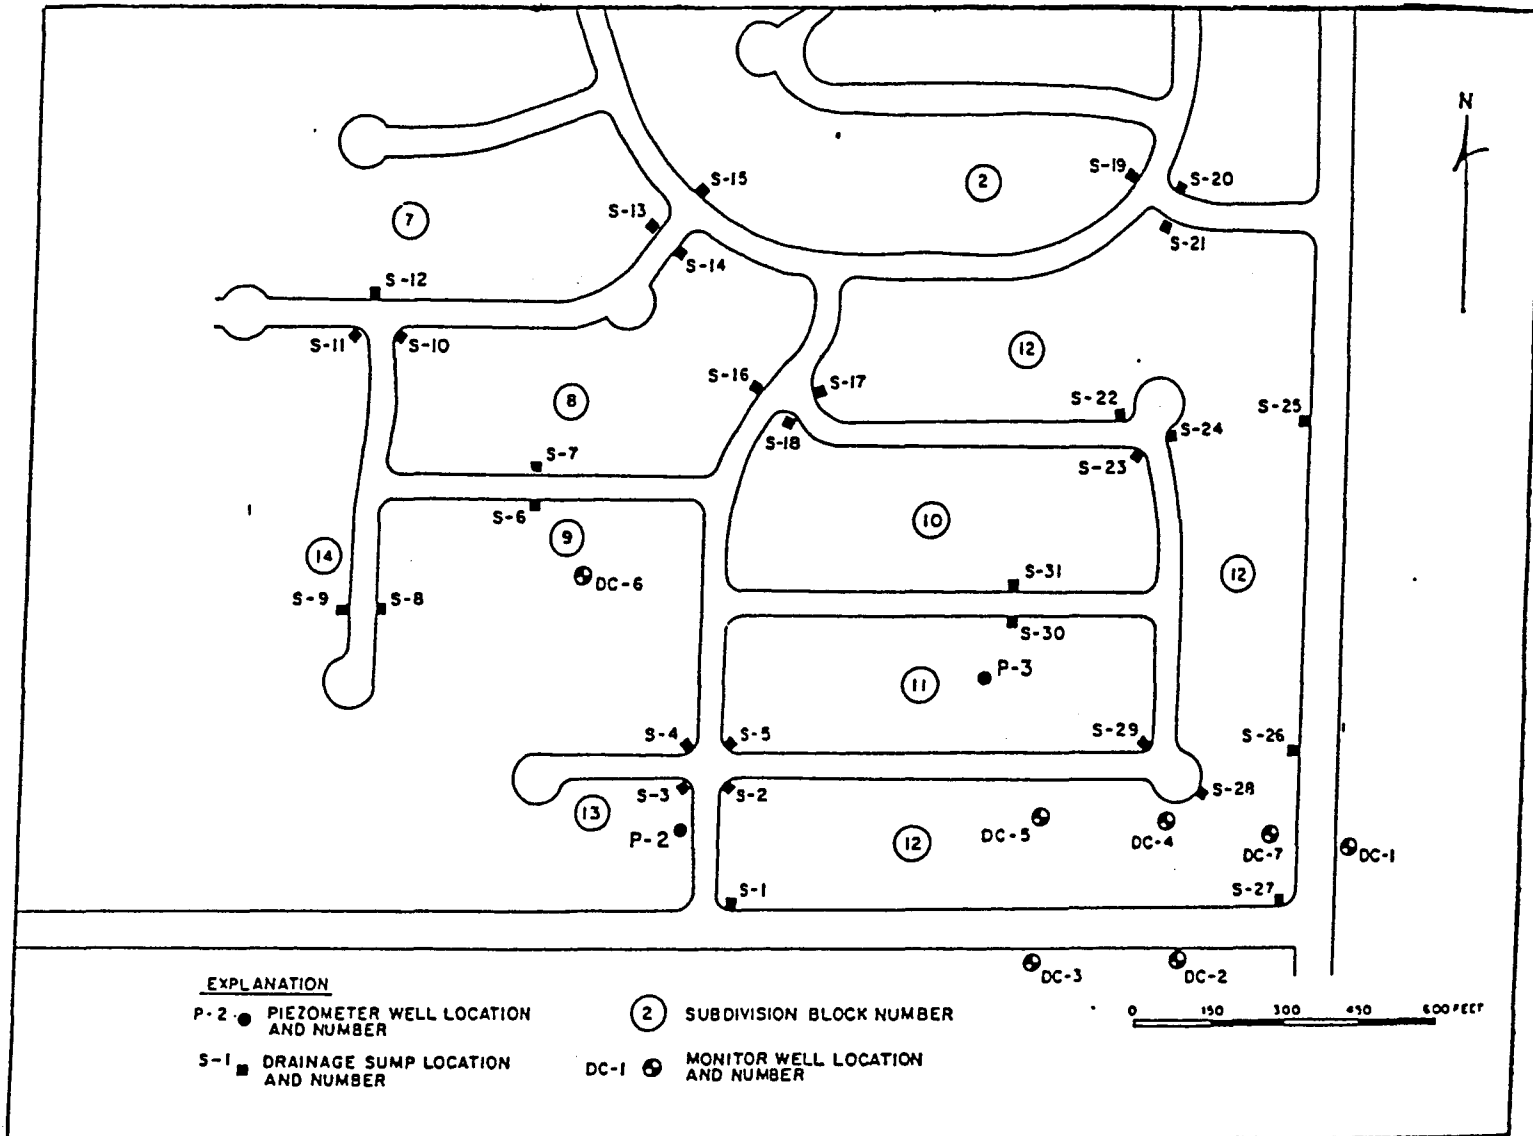 N
S-15
S-19
2
S-20
S-13
7
S-21
S-14
S-12
S-11
S-10
12
S-16
S-17
8
S-22
S-25
S-18
S-24
S-7
S-23
S-6
10
9
14
12
DC-6
S-31
S-9
S-8
S-30
P-3
11
S-4
S-5
S-29
S-26
S-3
S-2
S-28
13
P-2
DC-5
DC-4
12
DC-7
DC-1
S-1
S-27
DC-3
DC-2
EXPLANATION
P-2 PIEZOMETER WELL LOCATION
AND NUMBER
2 SUBDIVISION BLOCK NUMBER
S-1 DRAINAGE SUMP LOCATION
AND NUMBER
DC-1 MONITOR WELL LOCATION
AND NUMBER
0 150 300 450 600 FEET